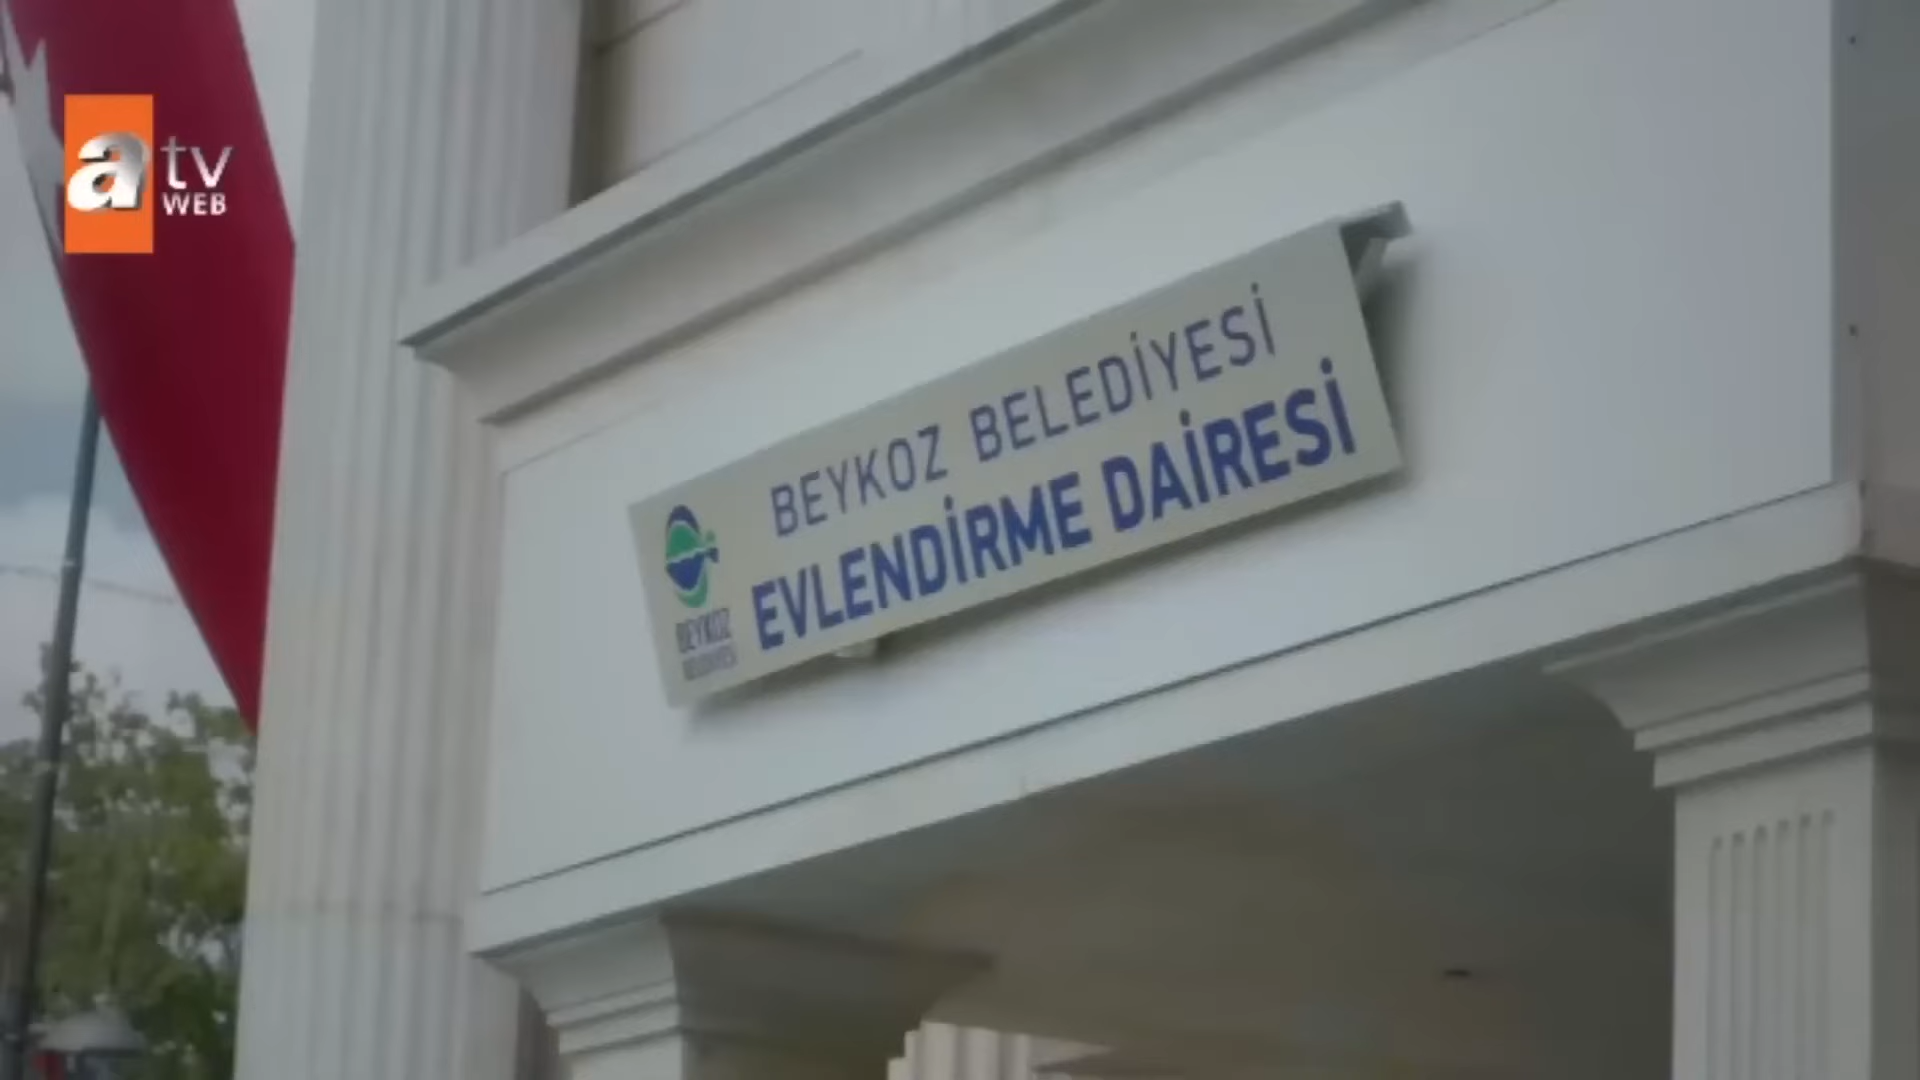 atv
WEB
BEYKOZ BELEDİYESİ
EVLENDİRME DAİRESİ
BEYKOZ
BELEDİYESİ